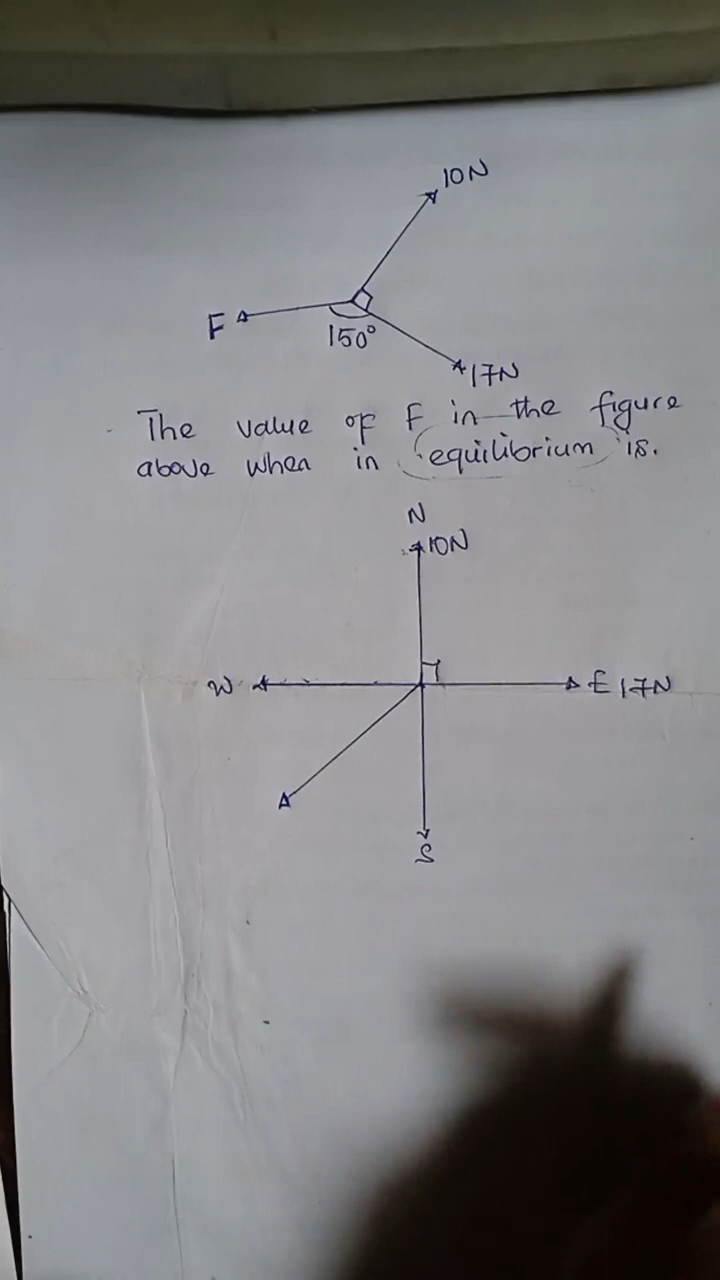 10N
F
150°
17N
The value of F in the figure
above when in equilibrium is.
N
10N
W
E 17N
S